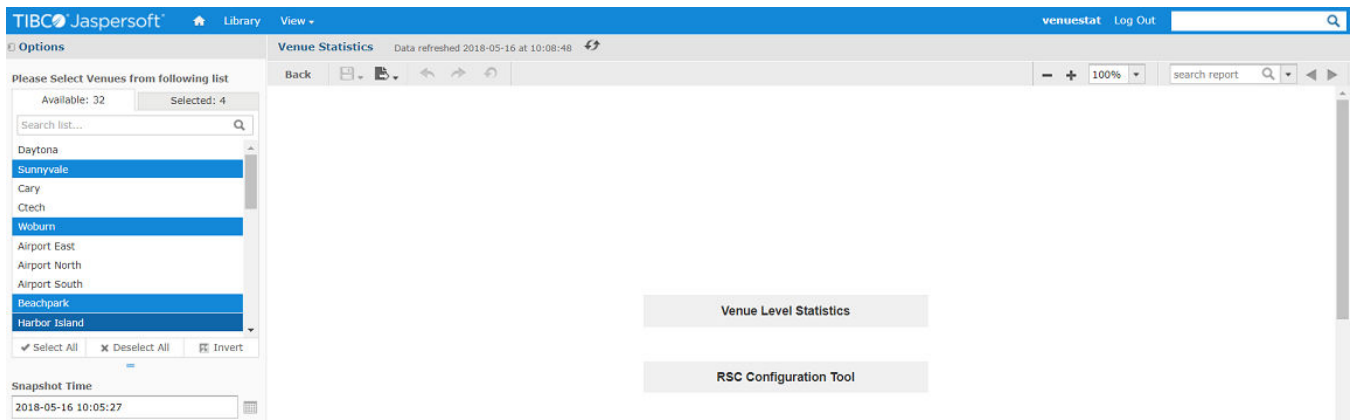 TIBCO Jaspersoft® Library View venuestat Log Out
Options
Venue Statistics Data refreshed 2018-05-16 at 10:08:48
Please Select Venues from following list
Back
100%
search report
Available: 32 Selected: 4
Search list...
Daytona
Sunnyvale
Cary
Ctech
Woburn
Airport East
Airport North
Airport South
Beachpark
Harbor Island
Select All Deselect All Invert
Snapshot Time
2018-05-16 10:05:27
Venue Level Statistics
RSC Configuration Tool